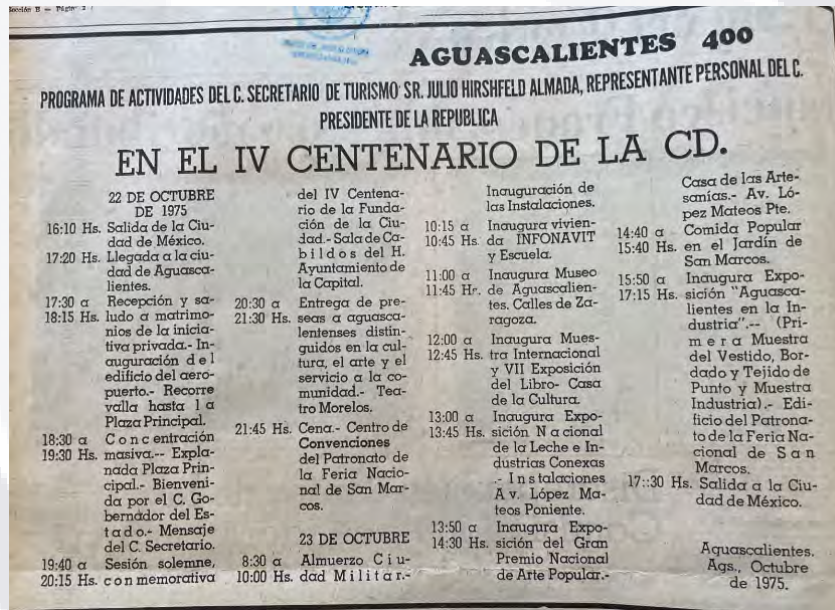 Sección B — Página 2
AGUASCALIENTES 400
PROGRAMA DE ACTIVIDADES DEL C. SECRETARIO DE TURISMO SR. JULIO HIRSHFELD ALMADA, REPRESENTANTE PERSONAL DEL C.
PRESIDENTE DE LA REPUBLICA
EN EL IV CENTENARIO DE LA CD.
22 DE OCTUBRE
DE 1975
16:10 Hs. Salida de la Ciu-
dad de México.
17:20 Hs. Llegada a la ciu-
dad de Aguasca-
lientes.
17:30 a Recepción y sa-
18:15 Hs. ludo a matrimo-
nios de la inicia-
tiva privada.- In-
auguración del
edificio del aero-
puerto.- Recorre
valla hasta la
Plaza Principal.
18:30 a Concentración
19:30 Hs. masiva.-- Expla-
nada Plaza Prin-
cipal.- Bienveni-
da por el C. Go-
bernador del Es-
tado.- Mensaje
del C. Secretario.
19:40 a Sesión solemne,
20:15 Hs. conmemorativa
del IV Centena-
rio de la Funda-
ción de la Ciu-
dad.- Sala de Ca-
bildos del H.
Ayuntamiento de
la Capital.
20:30 a Entrega de pre-
21:30 Hs. seas a aguasca-
lentenses distin-
guidos en la cul-
tura, el arte y el
servicio a la co-
munidad.- Tea-
tro Morelos.
21:45 Hs. Cena.- Centro de
Convenciones
del Patronato de
la Feria Nacio-
nal de San Mar-
cos.
23 DE OCTUBRE
8:30 a Almuerzo Ciu-
10:00 Hs. dad Militar.-
Inauguración de
las Instalaciones.
10:15 a Inaugura vivien-
10:45 Hs. da INFONAVIT
y Escuela.
11:00 a Inaugura Museo
11:45 Hr. de Aguascalien-
tes. Calles de Za-
ragoza.
12:00 a Inaugura Mues-
12:45 Hs. tra Internacional
y VII Exposición
del Libro- Casa
de la Cultura.
13:00 a Inaugura Expo-
13:45 Hs. sición Nacional
de la Leche e In-
dustrias Conexas
.- Instalaciones
Av. López Ma-
teos Poniente.
13:50 a Inaugura Expo-
14:30 Hs. sición del Gran
Premio Nacional
de Arte Popular.-
Casa de las Arte-
sanías.- Av. Ló-
pez Mateos Pte.
14:40 a Comida Popular
15:40 Hs. en el Jardín de
San Marcos.
15:50 a Inaugura Expo-
17:15 Hs. sición "Aguasca-
lientes en la In-
dustria".-- (Pri-
mera Muestra
del Vestido, Bor-
dado y Tejido de
Punto y Muestra
Industria).- Edi-
ficio del Patrona-
to de la Feria Na-
cional de San
Marcos.
17::30 Hs. Salida a la Ciu-
dad de México.
Aguascalientes.
Ags., Octubre
de 1975.